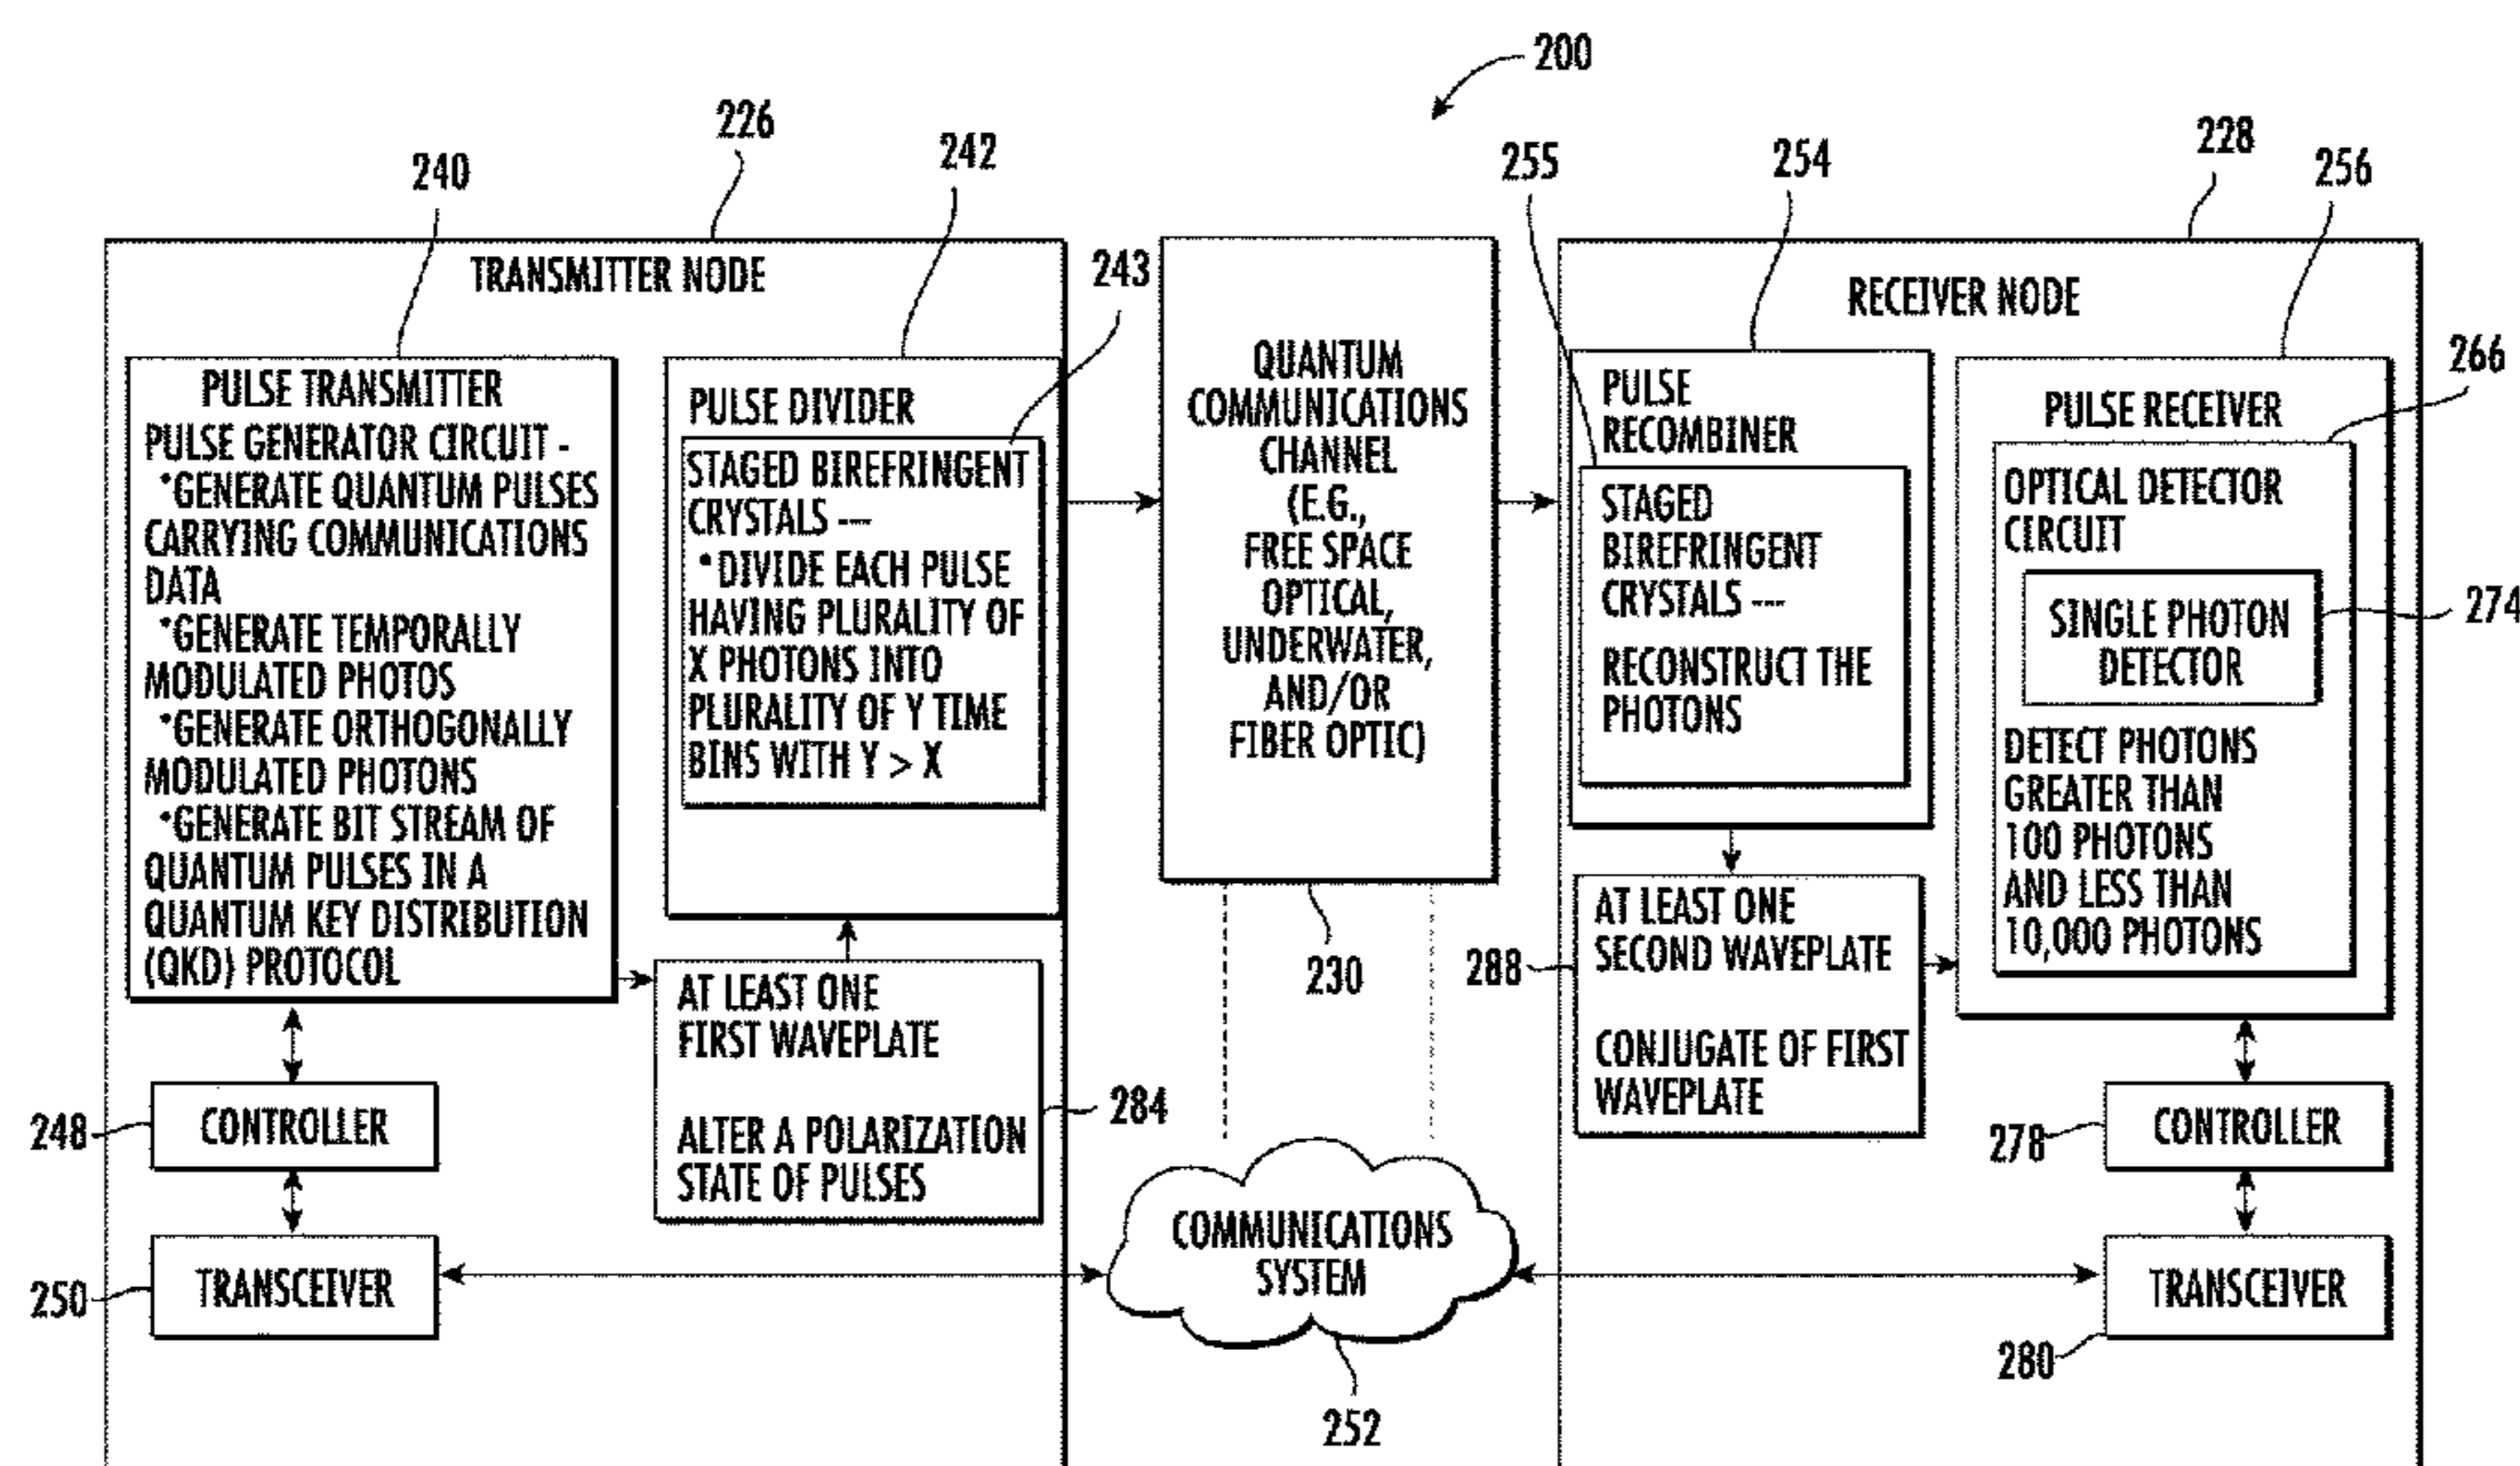 200
226
240
242
243
255
254
228
256
266
274
TRANSMITTER NODE
PULSE TRANSMITTER
PULSE GENERATOR CIRCUIT -
•GENERATE QUANTUM PULSES
CARRYING COMMUNICATIONS
DATA
•GENERATE TEMPORALLY
MODULATED PHOTOS
•GENERATE ORTHOGONALLY
MODULATED PHOTONS
•GENERATE BIT STREAM OF
QUANTUM PULSES IN A
QUANTUM KEY DISTRIBUTION
(QKD) PROTOCOL
PULSE DIVIDER
STAGED BIREFRINGENT
CRYSTALS ---
•DIVIDE EACH PULSE
HAVING PLURALITY OF
X PHOTONS INTO
PLURALITY OF Y TIME
BINS WITH Y > X
AT LEAST ONE
FIRST WAVEPLATE
ALTER A POLARIZATION
STATE OF PULSES
284
248
CONTROLLER
250
TRANSCEIVER
QUANTUM
COMMUNICATIONS
CHANNEL
(E.G.,
FREE SPACE
OPTICAL,
UNDERWATER,
AND/OR
FIBER OPTIC)
230
COMMUNICATIONS
SYSTEM
252
RECEIVER NODE
PULSE
RECOMBINER
STAGED
BIREFRINGENT
CRYSTALS ---
RECONSTRUCT THE
PHOTONS
288
AT LEAST ONE
SECOND WAVEPLATE
CONJUGATE OF FIRST
WAVEPLATE
PULSE RECEIVER
OPTICAL DETECTOR
CIRCUIT
SINGLE PHOTON
DETECTOR
DETECT PHOTONS
GREATER THAN
100 PHOTONS
AND LESS THAN
10,000 PHOTONS
278
CONTROLLER
TRANSCEIVER
280